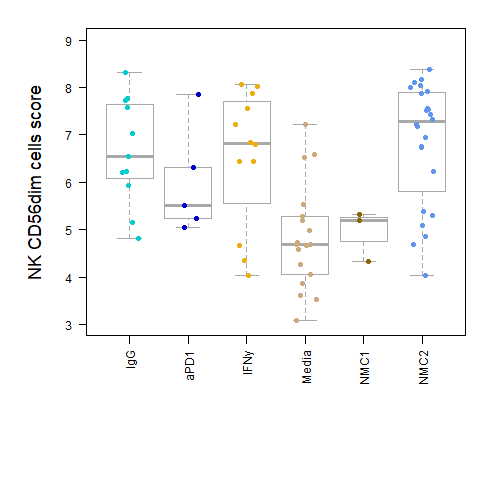 NK CD56dim cells score
9
8
7
6
5
4
3
IgG
aPD1
IFNy
Media
NMC1
NMC2